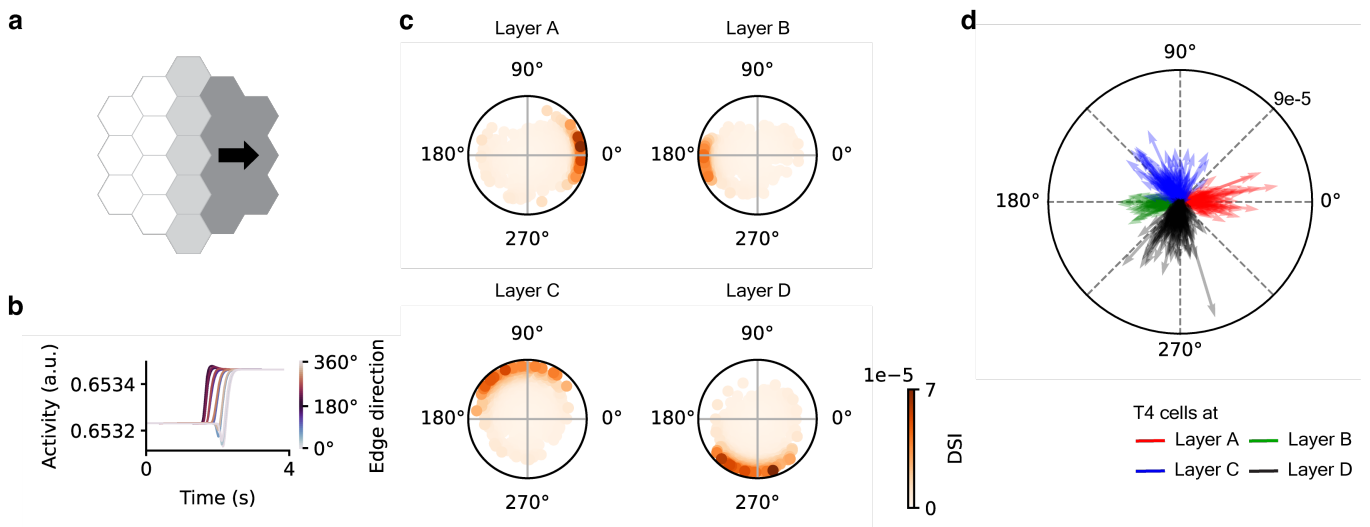 a
b
Activity (a.u.)
0.6534
0.6532
0
4
Time (s)
360°
180°
0°
Edge direction
c
Layer A
90°
180°
0°
270°
Layer B
90°
180°
0°
270°
Layer C
90°
180°
0°
270°
Layer D
90°
180°
0°
270°
1e−5
7
0
DSI
d
90°
9e-5
180°
0°
270°
T4 cells at
Layer A
Layer B
Layer C
Layer D